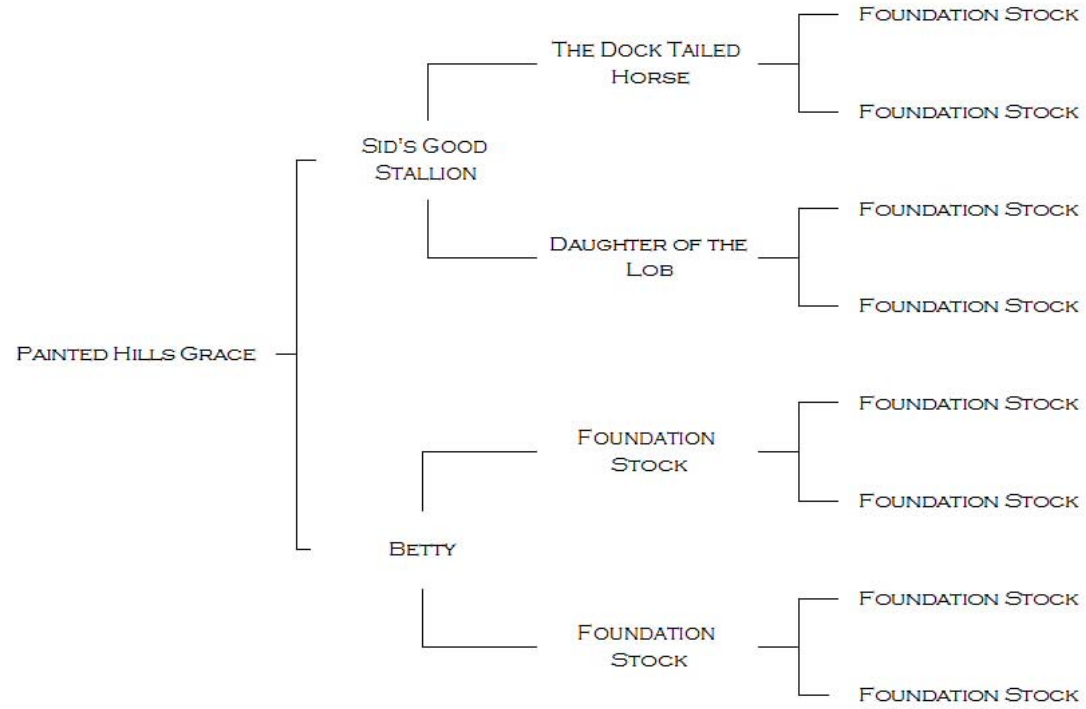 Foundation Stock
The Dock Tailed
Horse
Foundation Stock
Sid's Good
Stallion
Foundation Stock
Daughter of the
Lob
Foundation Stock
Painted Hills Grace
Foundation Stock
Foundation
Stock
Foundation Stock
Betty
Foundation Stock
Foundation
Stock
Foundation Stock